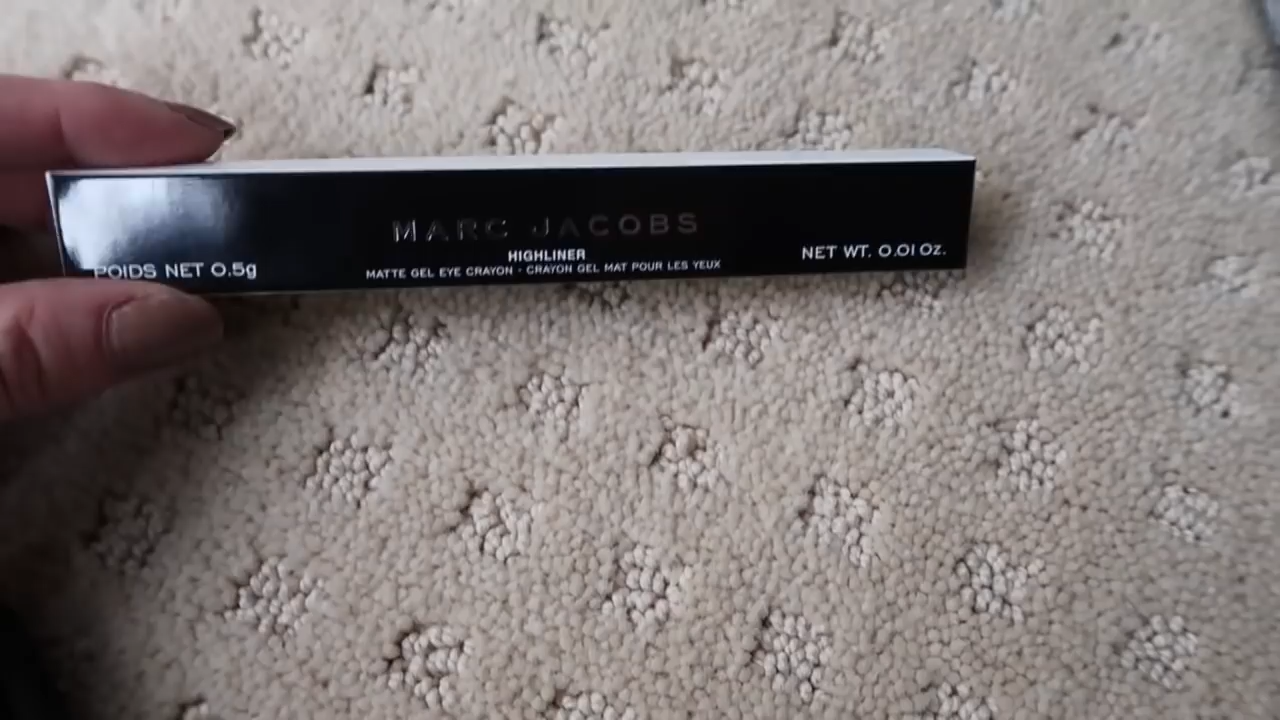 MARC JACOBS
HIGHLINER
MATTE GEL EYE CRAYON · CRAYON GEL MAT POUR LES YEUX
POIDS NET 0.5g
NET WT. 0.01 Oz.